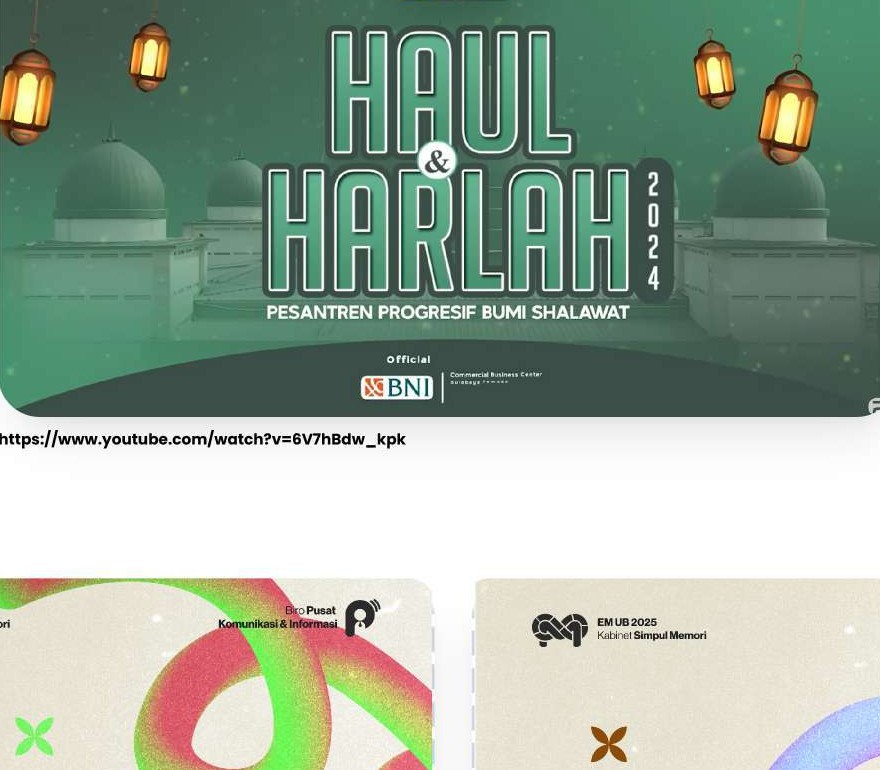 HAUL
&
HARLAH
2024
PESANTREN PROGRESIF BUMI SHALAWAT
Official
BNI
Commercial Business Center
https://www.youtube.com/watch?v=6V7hBdw_kpk
ori
Biro Pusat
Komunikasi & Informasi
EM UB 2025
Kabinet Simpul Memori